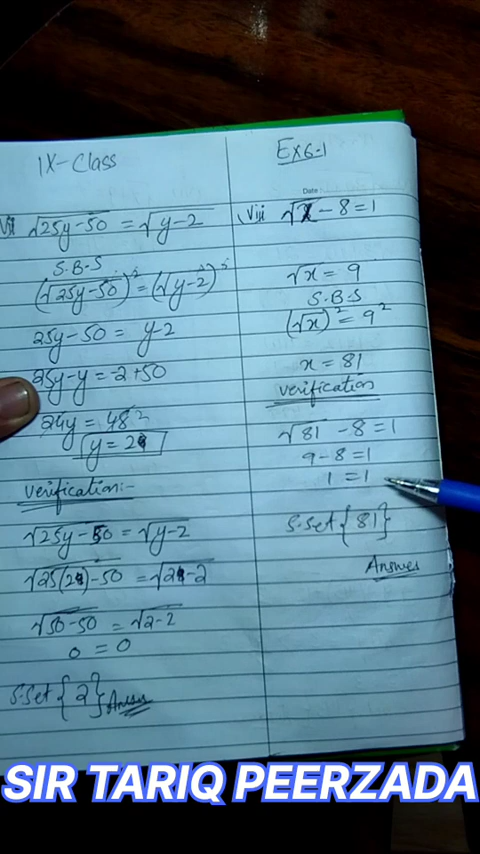 IX-Class
Vii √25y-50 = √y-2
S.B.S
(√25y-50)² = (√y-2)²
25y-50 = y-2
25y-y = -2+50
24y = 48 2
y = 2
Verification:-
√25y-50 = √y-2
√25(2)-50 = √2-2
√50-50 = √2-2
0 = 0
S.Set {2} Answer
Ex6.1
Date:
Viii √x - 8 = 1
√x = 9
S.B.S
(√x)² = 9²
x = 81
Verification
√81 - 8 = 1
9-8=1
1 = 1
S.Set {81}
Answer
SIR TARIQ PEERZADA